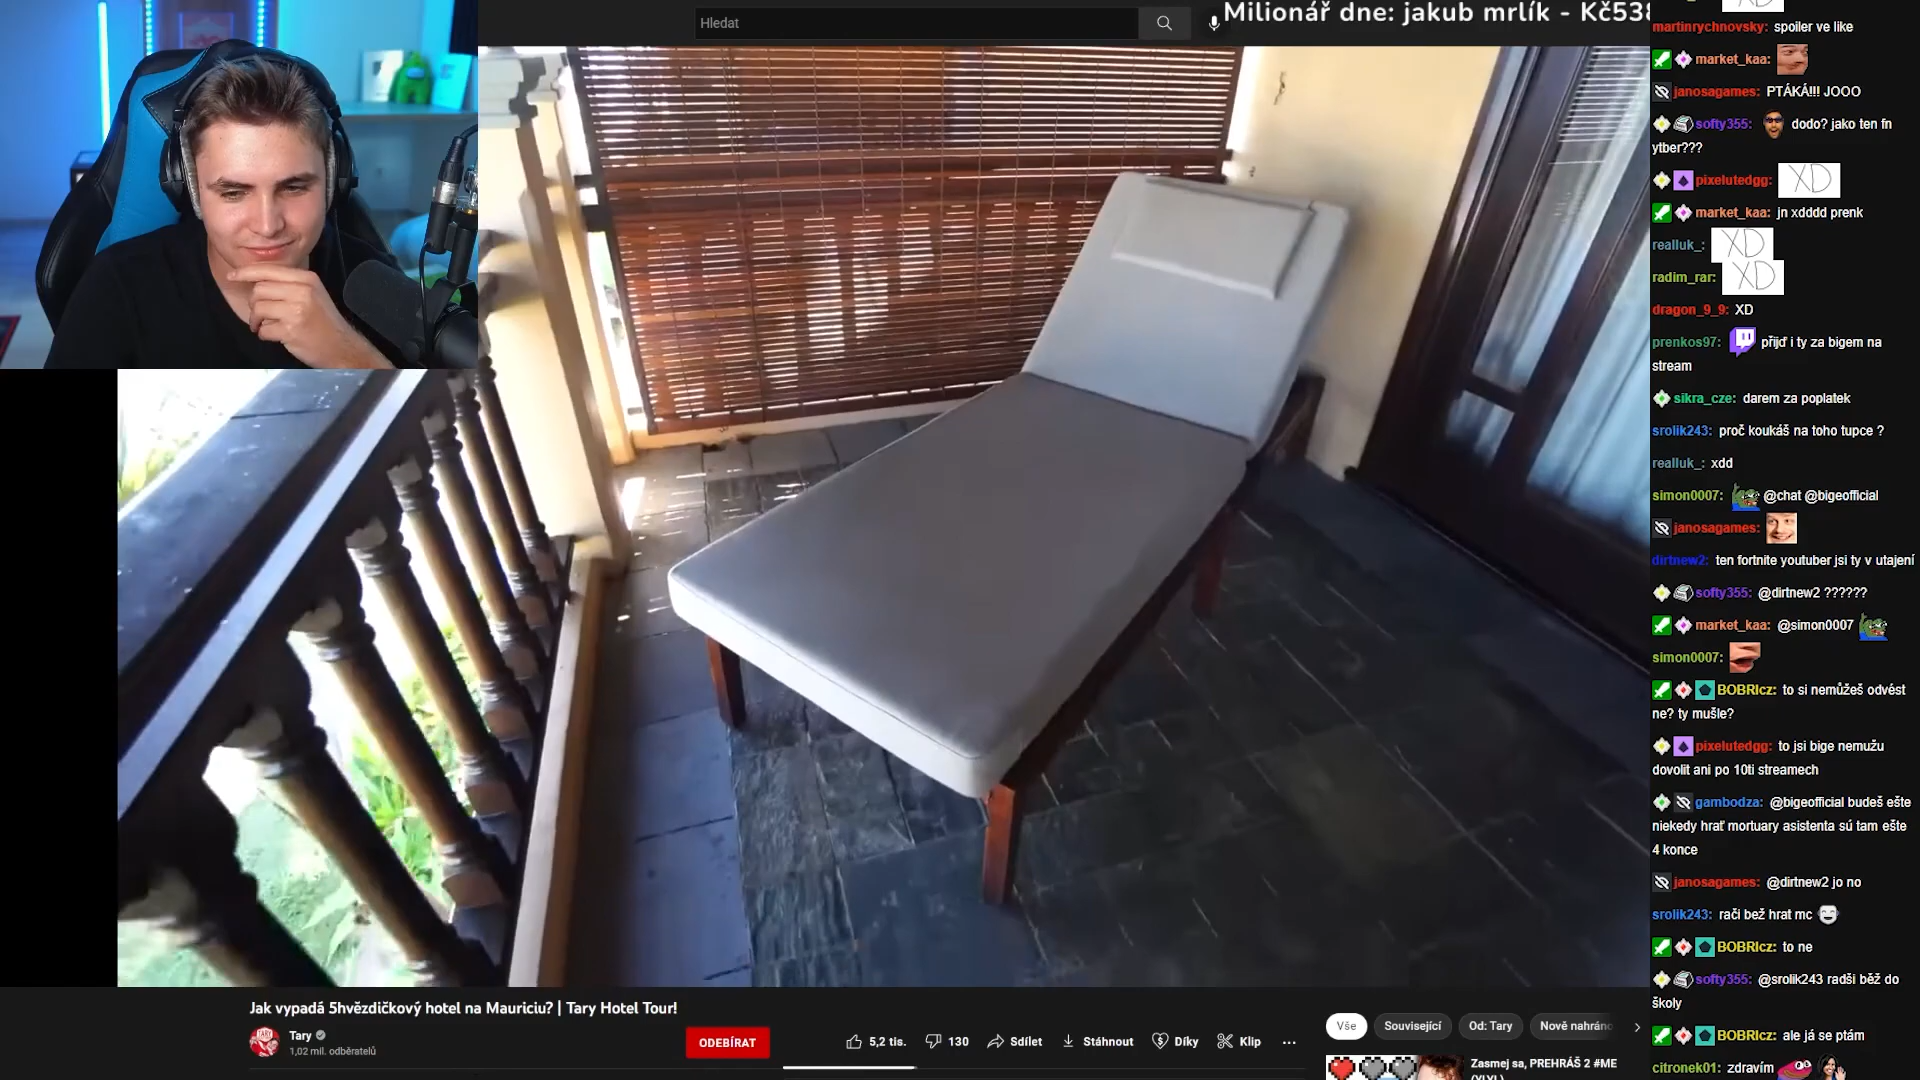 Hledat
Milionář dne: jakub mrlík - Kč538
martinrychnovsky: spoiler ve like
market_kaa:
janosagames: PTÁKÁ!!! JOOO
softy355: dodo? jako ten fn
ytber???
pixelutedgg: XD
market_kaa: jn xdddd prenk
realluk_: XD
radim_rar: XD
dragon_9_9: XD
prenkos97: přijď i ty za bigem na
stream
sikra_cze: darem za poplatek
srolik243: proč koukáš na toho tupce ?
realluk_: xdd
simon0007: @chat @bigeofficial
janosagames:
dirtnew2: ten fortnite youtuber jsi ty v utajení
softy355: @dirtnew2 ??????
market_kaa: @simon0007
simon0007:
BOBRIcz: to si nemůžeš odvést
ne? ty mušle?
pixelutedgg: to jsi bige nemužu
dovolit ani po 10ti streamech
gambodza: @bigeofficial budeš ešte
niekedy hrať mortuary asistenta sú tam ešte
4 konce
janosagames: @dirtnew2 jo no
srolik243: rači bež hrat mc
BOBRIcz: to ne
softy355: @srolik243 radši běž do
školy
BOBRIcz: ale já se ptám
citronek01: zdravím
Jak vypadá 5hvězdičkový hotel na Mauriciu? | Tary Hotel Tour!
Tary
1,02 mil. odběratelů
ODEBÍRAT
5,2 tis.
130
Sdílet
Stáhnout
Díky
Klip
Vše
Související
Od: Tary
Nově nahráno
Zasmej sa, PREHRÁŠ 2 #ME